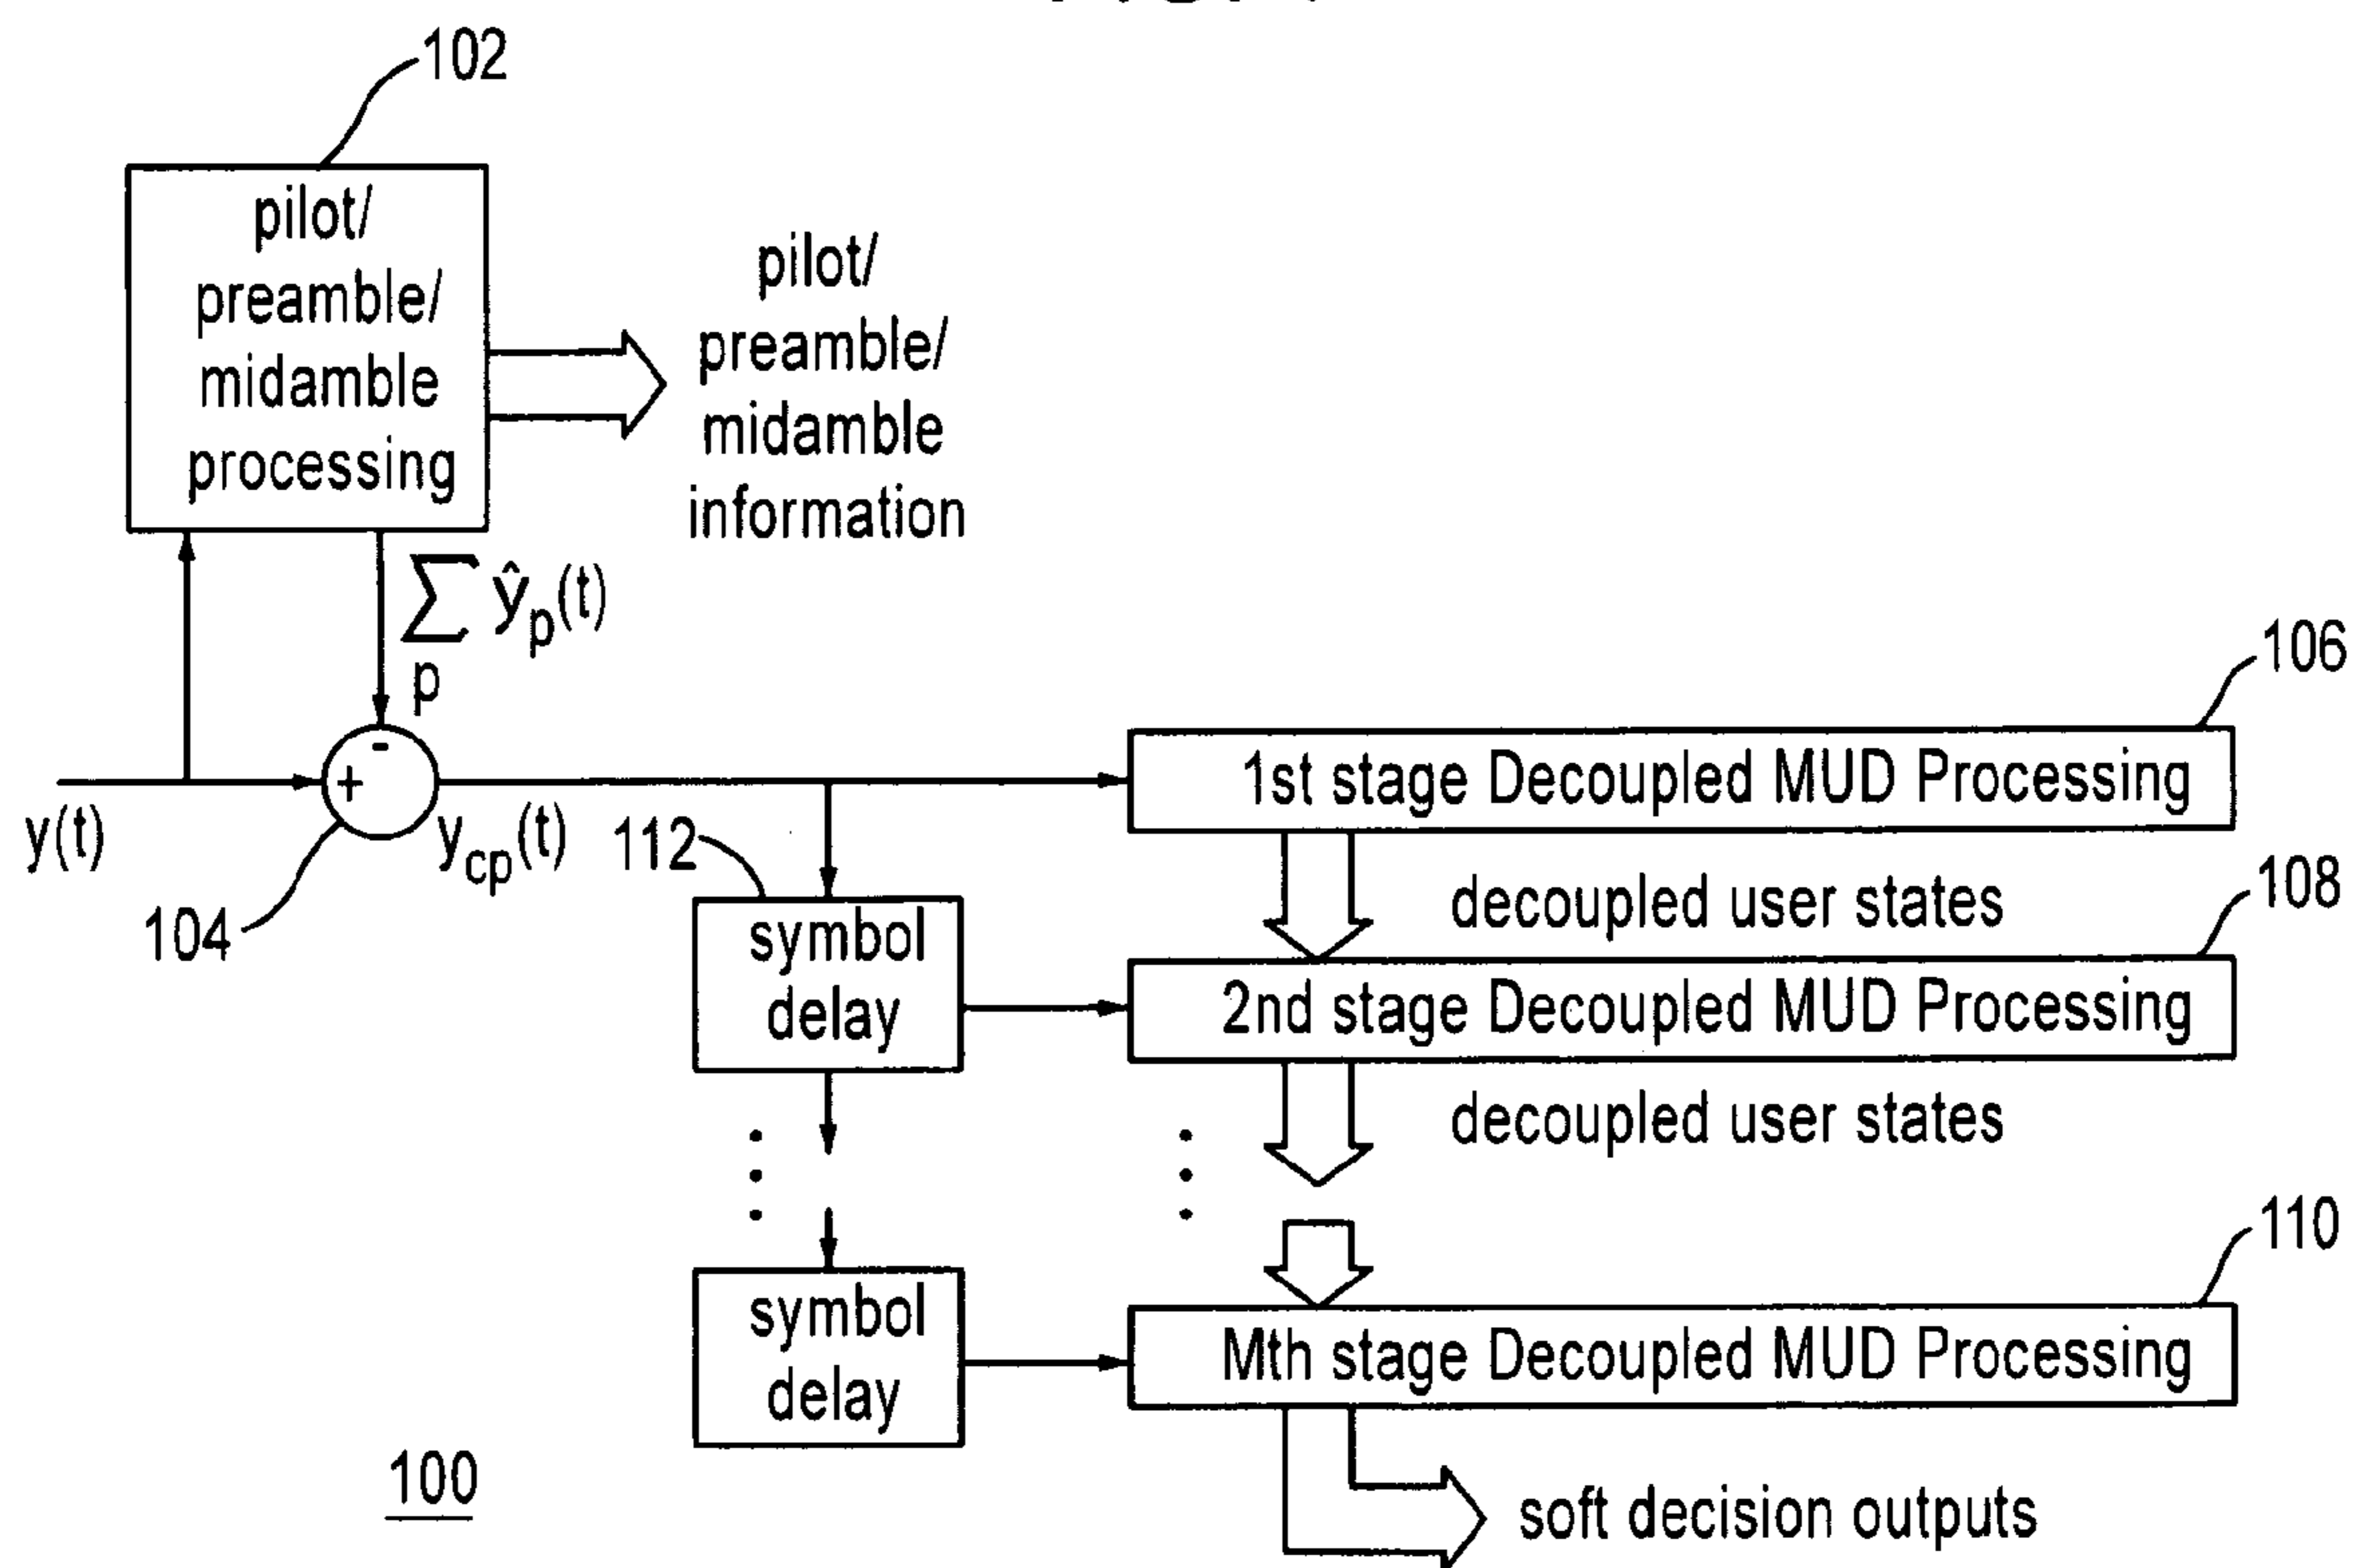 102
pilot/
preamble/
midamble
processing
pilot/
preamble/
midamble
information
∑ ŷp(t)
p
106
1st stage Decoupled MUD Processing
+
-
y(t)
ycp(t)
112
104
108
decoupled user states
symbol
delay
2nd stage Decoupled MUD Processing
decoupled user states
110
symbol
delay
Mth stage Decoupled MUD Processing
100
soft decision outputs